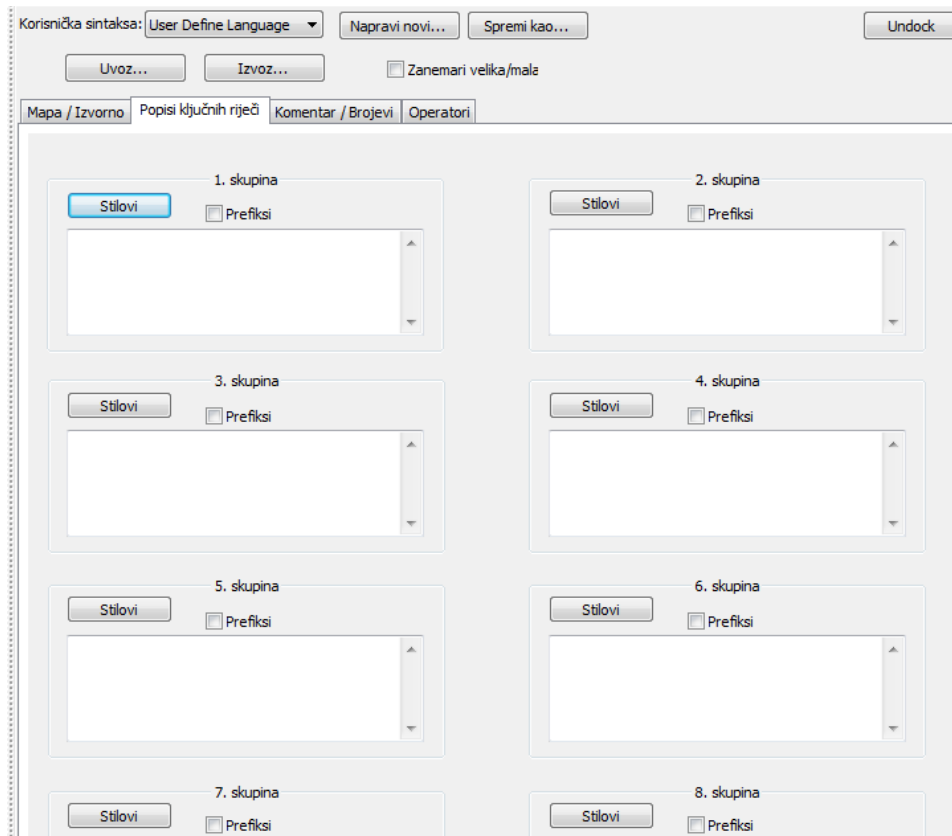 Korisnička sintaksa: User Define Language Napravi novi... Spremi kao... Undock
Uvoz... Izvoz... Zanemari velika/mala
Mapa / Izvorno Popisi ključnih riječi Komentar / Brojevi Operatori
1. skupina 2. skupina
Stilovi Prefiksi Stilovi Prefiksi
3. skupina 4. skupina
Stilovi Prefiksi Stilovi Prefiksi
5. skupina 6. skupina
Stilovi Prefiksi Stilovi Prefiksi
7. skupina 8. skupina
Stilovi Prefiksi Stilovi Prefiksi